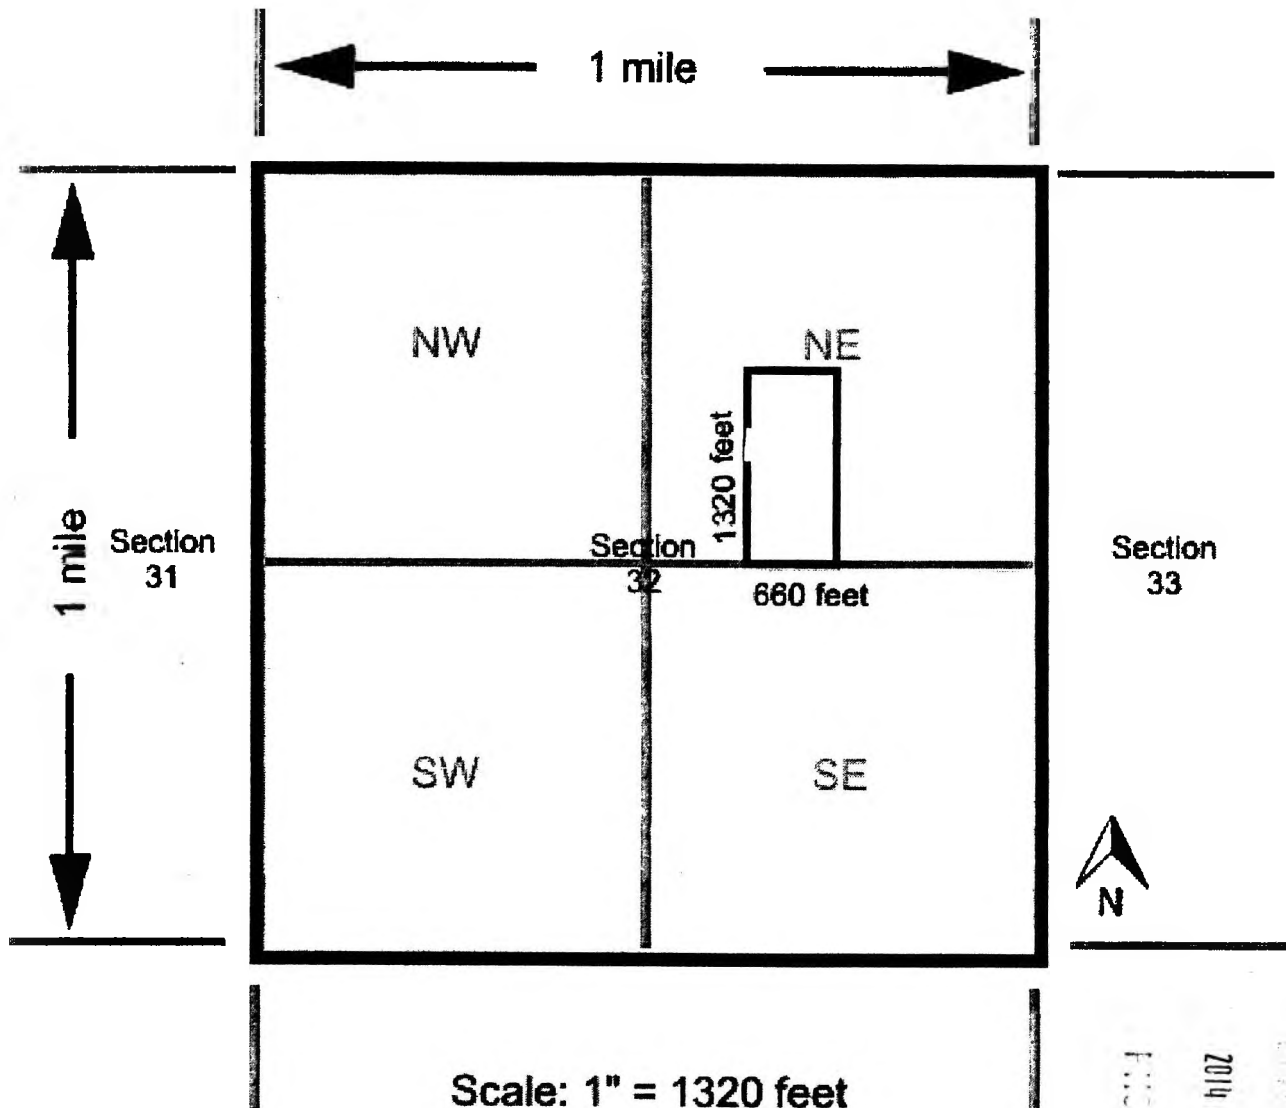 1 mile
NW
NE
1320 feet
1 mile
Section
31
Section
32
Section
33
660 feet
SW
SE
N
Scale: 1" = 1320 feet
2014